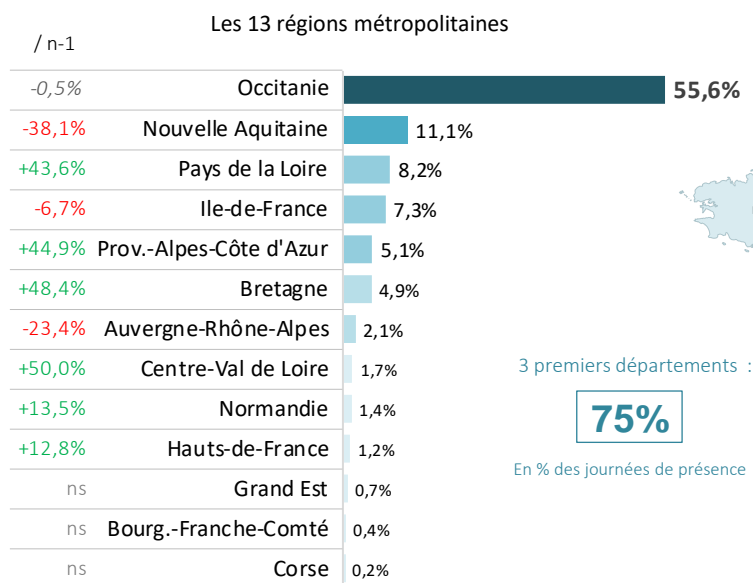 Les 13 régions métropolitaines
/ n-1
-0,5% Occitanie 55,6%
-38,1% Nouvelle Aquitaine 11,1%
+43,6% Pays de la Loire 8,2%
-6,7% Ile-de-France 7,3%
+44,9% Prov.-Alpes-Côte d'Azur 5,1%
+48,4% Bretagne 4,9%
-23,4% Auvergne-Rhône-Alpes 2,1%
+50,0% Centre-Val de Loire 1,7%
+13,5% Normandie 1,4%
+12,8% Hauts-de-France 1,2%
ns Grand Est 0,7%
ns Bourg.-Franche-Comté 0,4%
ns Corse 0,2%
3 premiers départements :
75%
En % des journées de présence